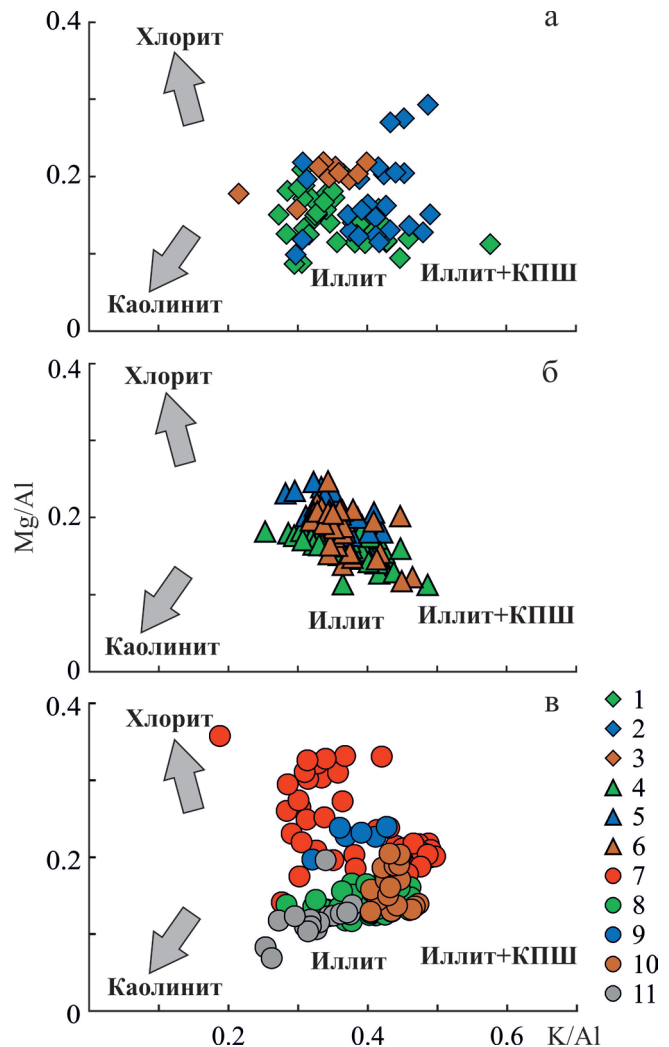 а
0.4
Хлорит
0.2
Иллит
Иллит+КПШ
Каолинит
0
б
0.4
Хлорит
Mg/Al
0.2
Иллит
Иллит+КПШ
Каолинит
0
в
0.4
Хлорит
0.2
Иллит
Иллит+КПШ
Каолинит
0
0.2
0.4
0.6
K/Al
1
2
3
4
5
6
7
8
9
10
11